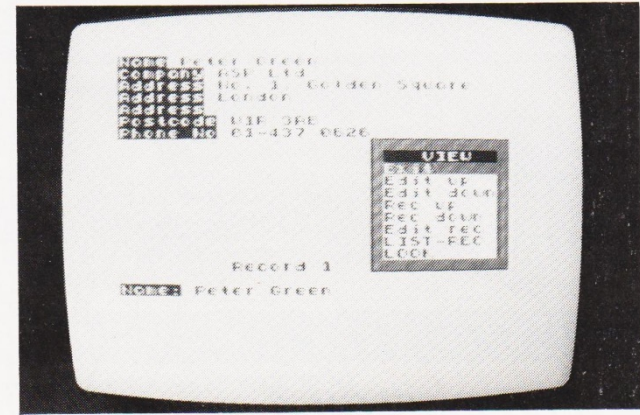 Name Peter Green
Company ASP Ltd
Address No. 1 Golden Square
Address London
Address
Postcode W1R 3AB
Phone No 01-437 0626
VIEW
Exit
Edit up
Edit down
Rec up
Rec down
Edit rec
LIST-REC
LOOK
Record 1
Name: Peter Green